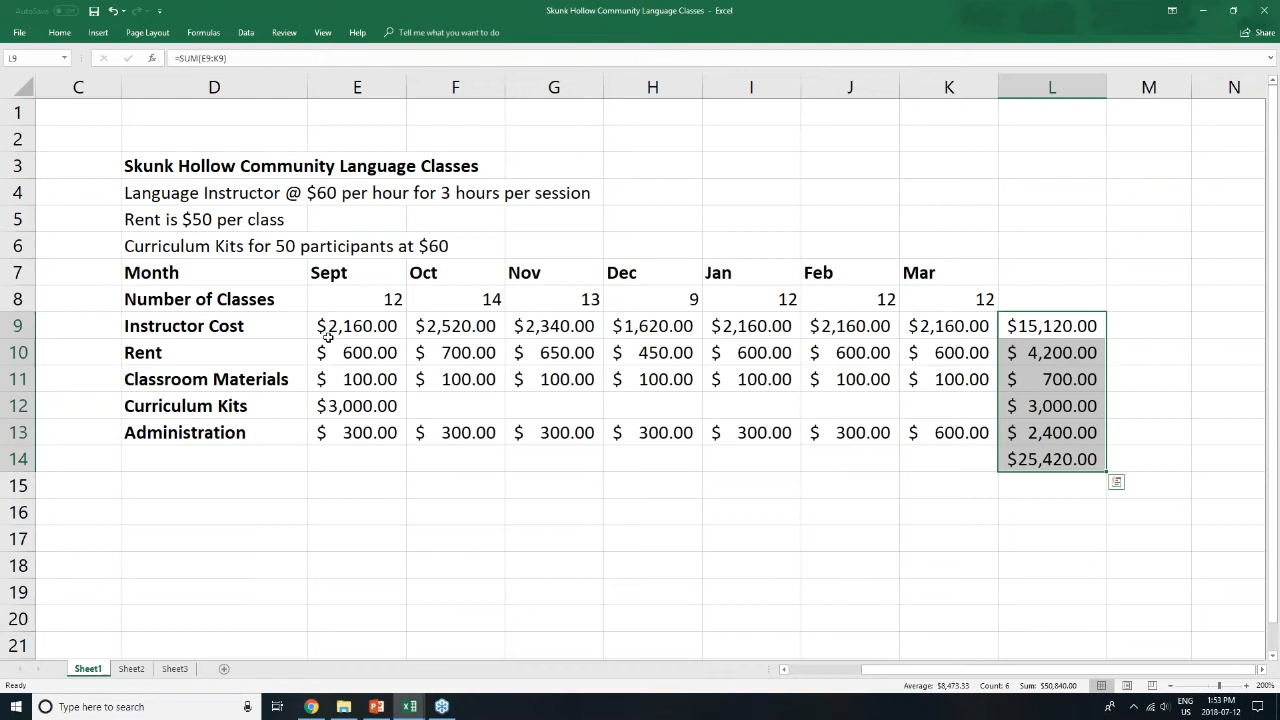 AutoSave Off
Skunk Hollow Community Language Classes - Excel
File Home Insert Page Layout Formulas Data Review View Help Tell me what you want to do Share
L9 fx =SUM(E9:K9)
C D E F G H I J K L M N
1
2
3 Skunk Hollow Community Language Classes
4 Language Instructor @ $60 per hour for 3 hours per session
5 Rent is $50 per class
6 Curriculum Kits for 50 participants at $60
7 Month Sept Oct Nov Dec Jan Feb Mar
8 Number of Classes 12 14 13 9 12 12 12
9 Instructor Cost $2,160.00 $2,520.00 $2,340.00 $1,620.00 $2,160.00 $2,160.00 $2,160.00 $15,120.00
10 Rent $ 600.00 $ 700.00 $ 650.00 $ 450.00 $ 600.00 $ 600.00 $ 600.00 $ 4,200.00
11 Classroom Materials $ 100.00 $ 100.00 $ 100.00 $ 100.00 $ 100.00 $ 100.00 $ 100.00 $ 700.00
12 Curriculum Kits $3,000.00 $ 3,000.00
13 Administration $ 300.00 $ 300.00 $ 300.00 $ 300.00 $ 300.00 $ 300.00 $ 600.00 $ 2,400.00
14 $25,420.00
15
16
17
18
19
20
21
Sheet1 Sheet2 Sheet3
Ready Average: $8,473.33 Count: 6 Sum: $50,840.00 200%
Type here to search ENG 1:53 PM
US 2018-07-12